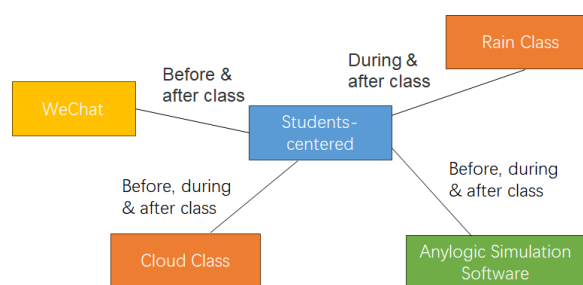 Rain Class
During &
after class
Before &
after class
WeChat
Students-
centered
Before, during
& after class
Before, during
& after class
Cloud Class
Anylogic Simulation
Software